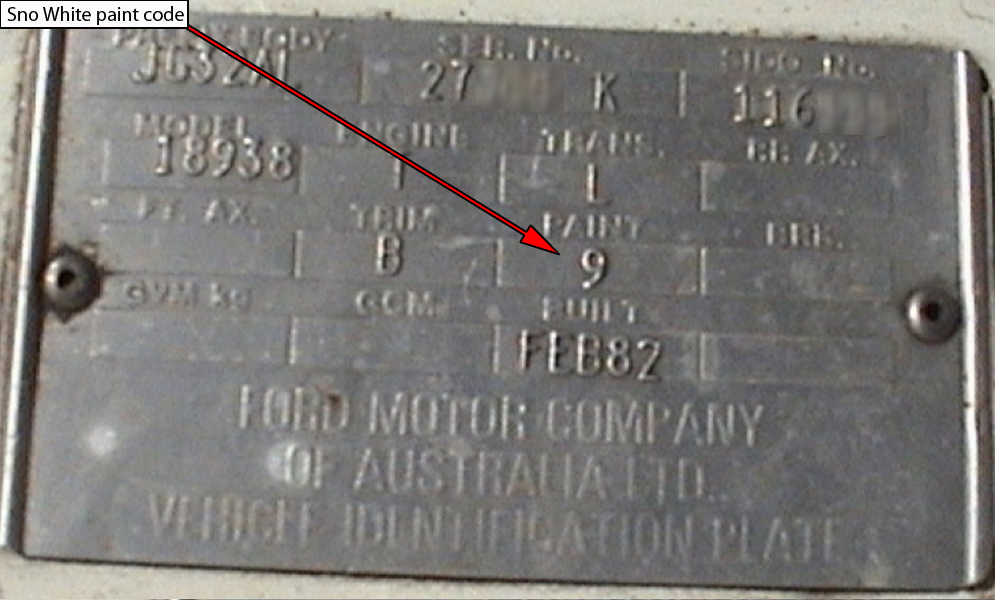 Sno White paint code
SER. No.
JG32AL 27 K 116
MODEL ENGINE TRANS. RR AX.
18938 L
FT. AX. TRIM PAINT BRK.
B 9
GVM kg GCM BUILT
FEB82
FORD MOTOR COMPANY
OF AUSTRALIA LTD.
VEHICLE IDENTIFICATION PLATE